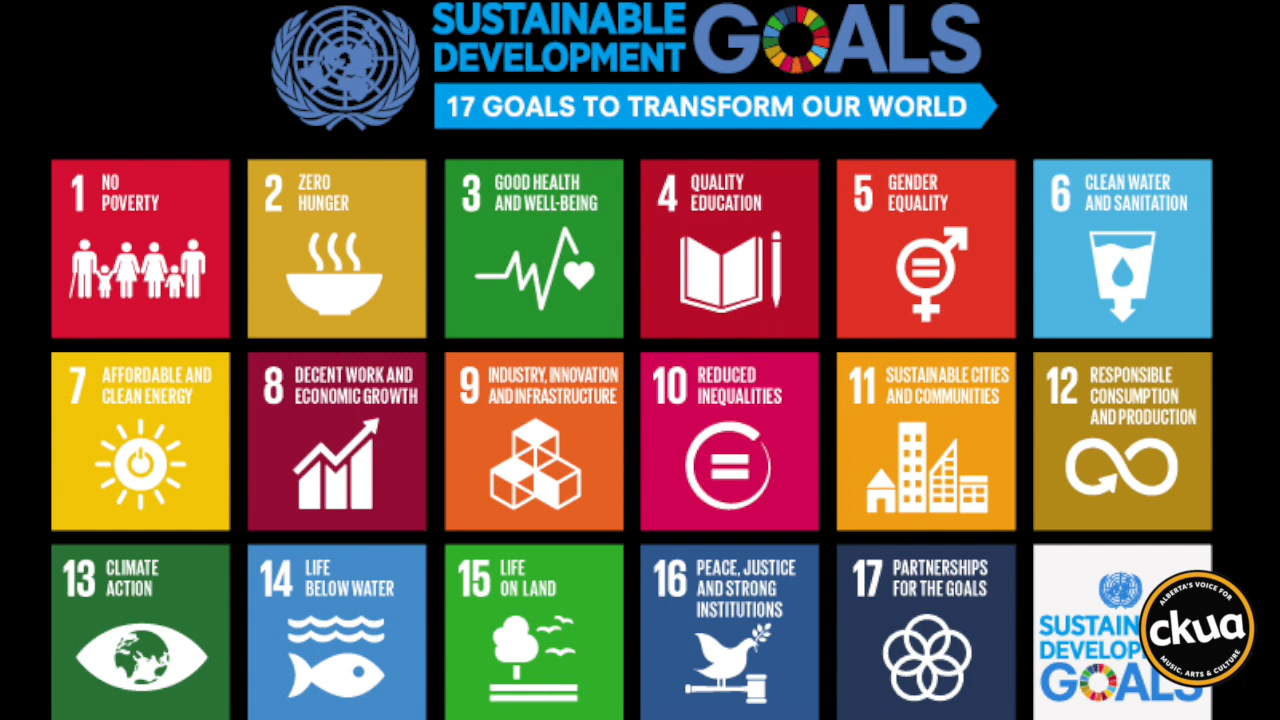 SUSTAINABLE
DEVELOPMENT
GOALS
17 GOALS TO TRANSFORM OUR WORLD
1 NO
POVERTY
2 ZERO
HUNGER
3 GOOD HEALTH
AND WELL-BEING
4 QUALITY
EDUCATION
5 GENDER
EQUALITY
6 CLEAN WATER
AND SANITATION
7 AFFORDABLE AND
CLEAN ENERGY
8 DECENT WORK AND
ECONOMIC GROWTH
9 INDUSTRY, INNOVATION
AND INFRASTRUCTURE
10 REDUCED
INEQUALITIES
11 SUSTAINABLE CITIES
AND COMMUNITIES
12 RESPONSIBLE
CONSUMPTION
AND PRODUCTION
13 CLIMATE
ACTION
14 LIFE
BELOW WATER
15 LIFE
ON LAND
16 PEACE, JUSTICE
AND STRONG
INSTITUTIONS
17 PARTNERSHIPS
FOR THE GOALS
GOALS
ALBERTA'S VOICE FOR
ckua
MUSIC, ARTS & CULTURE